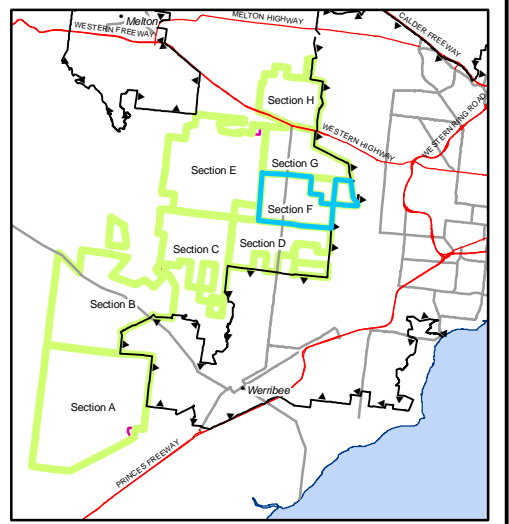 Melton
MELTON HIGHWAY
CALDER FREEWAY
WESTERN FREEWAY
Section H
WESTERN RING ROAD
WESTERN HIGHWAY
Section G
Section E
Section F
Section D
Section C
Section B
Werribee
Section A
PRINCES FREEWAY